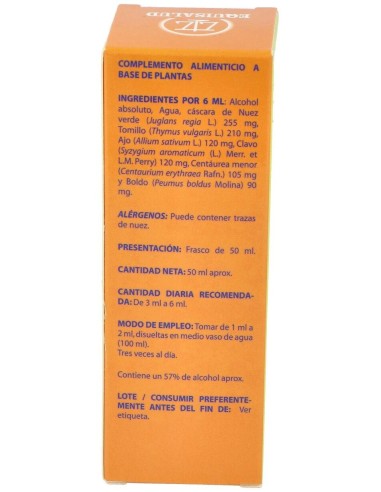 EQUISALUD
COMPLEMENTO ALIMENTICIO A
BASE DE PLANTAS
INGREDIENTES POR 6 ML: Alcohol
absoluto, Agua, cáscara de Nuez
verde (Juglans regia L.) 255 mg,
Tomillo (Thymus vulgaris L.) 210 mg,
Ajo (Allium sativum L.) 120 mg, Clavo
(Syzygium aromaticum (L.) Merr. et
L.M. Perry) 120 mg, Centáurea menor
(Centaurium erythraea Rafn.) 105 mg
y Boldo (Peumus boldus Molina) 90
mg.
ALÉRGENOS: Puede contener trazas
de nuez.
PRESENTACIÓN: Frasco de 50 ml.
CANTIDAD NETA: 50 ml aprox.
CANTIDAD DIARIA RECOMENDA-
DA: De 3 ml a 6 ml.
MODO DE EMPLEO: Tomar de 1 ml a
2 ml, disueltas en medio vaso de agua
(100 ml).
Tres veces al día.
Contiene un 57% de alcohol aprox.
LOTE / CONSUMIR PREFERENTE-
MENTE ANTES DEL FIN DE: Ver
etiqueta.